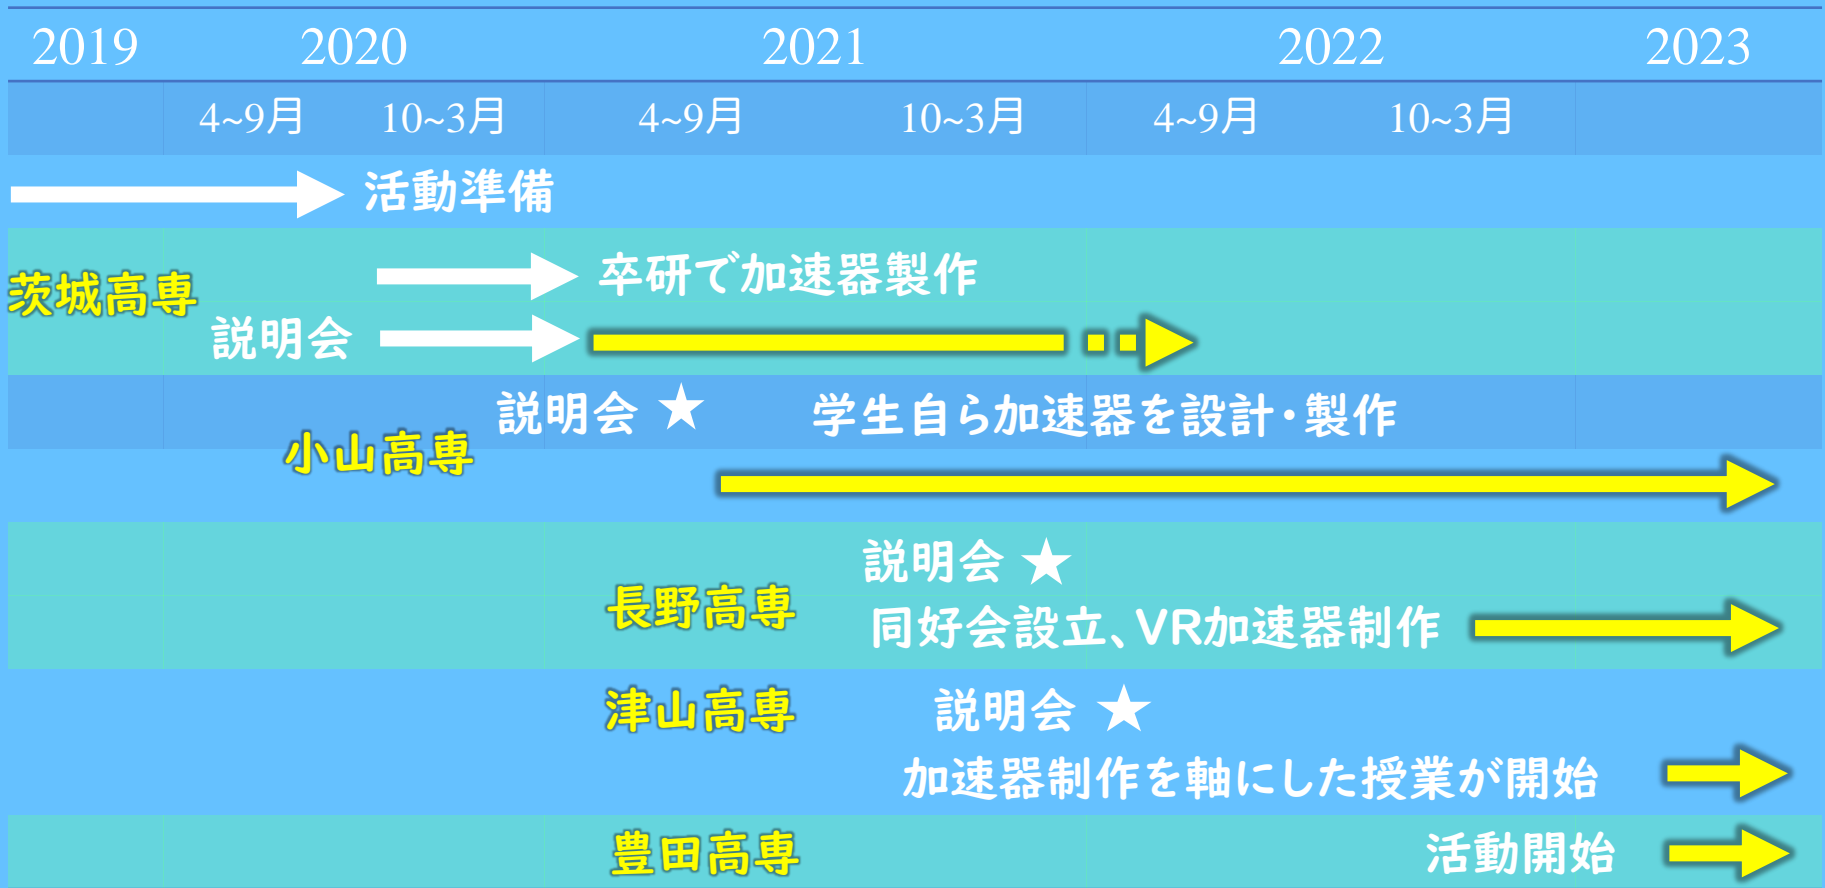 2019 2020 2021 2022 2023
4~9月 10~3月 4~9月 10~3月 4~9月 10~3月
活動準備
茨城高専
卒研で加速器製作
説明会
小山高専
説明会 ★
学生自ら加速器を設計・製作
長野高専
説明会 ★
同好会設立、VR加速器制作
津山高専
説明会 ★
加速器制作を軸にした授業が開始
豊田高専
活動開始